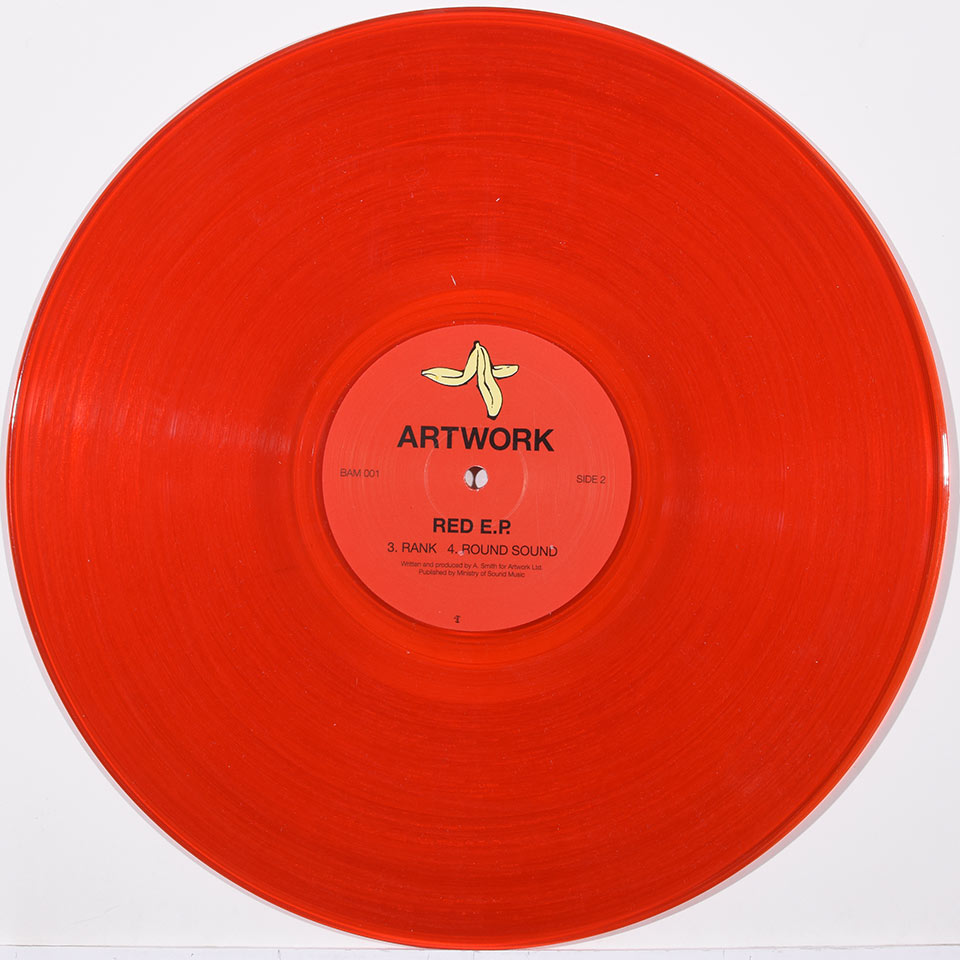 ARTWORK
BAM 001 SIDE 2
RED E.P.
3. RANK 4. ROUND SOUND
Written and produced by A. Smith for Artwork Ltd.
Published by Ministry of Sound Music